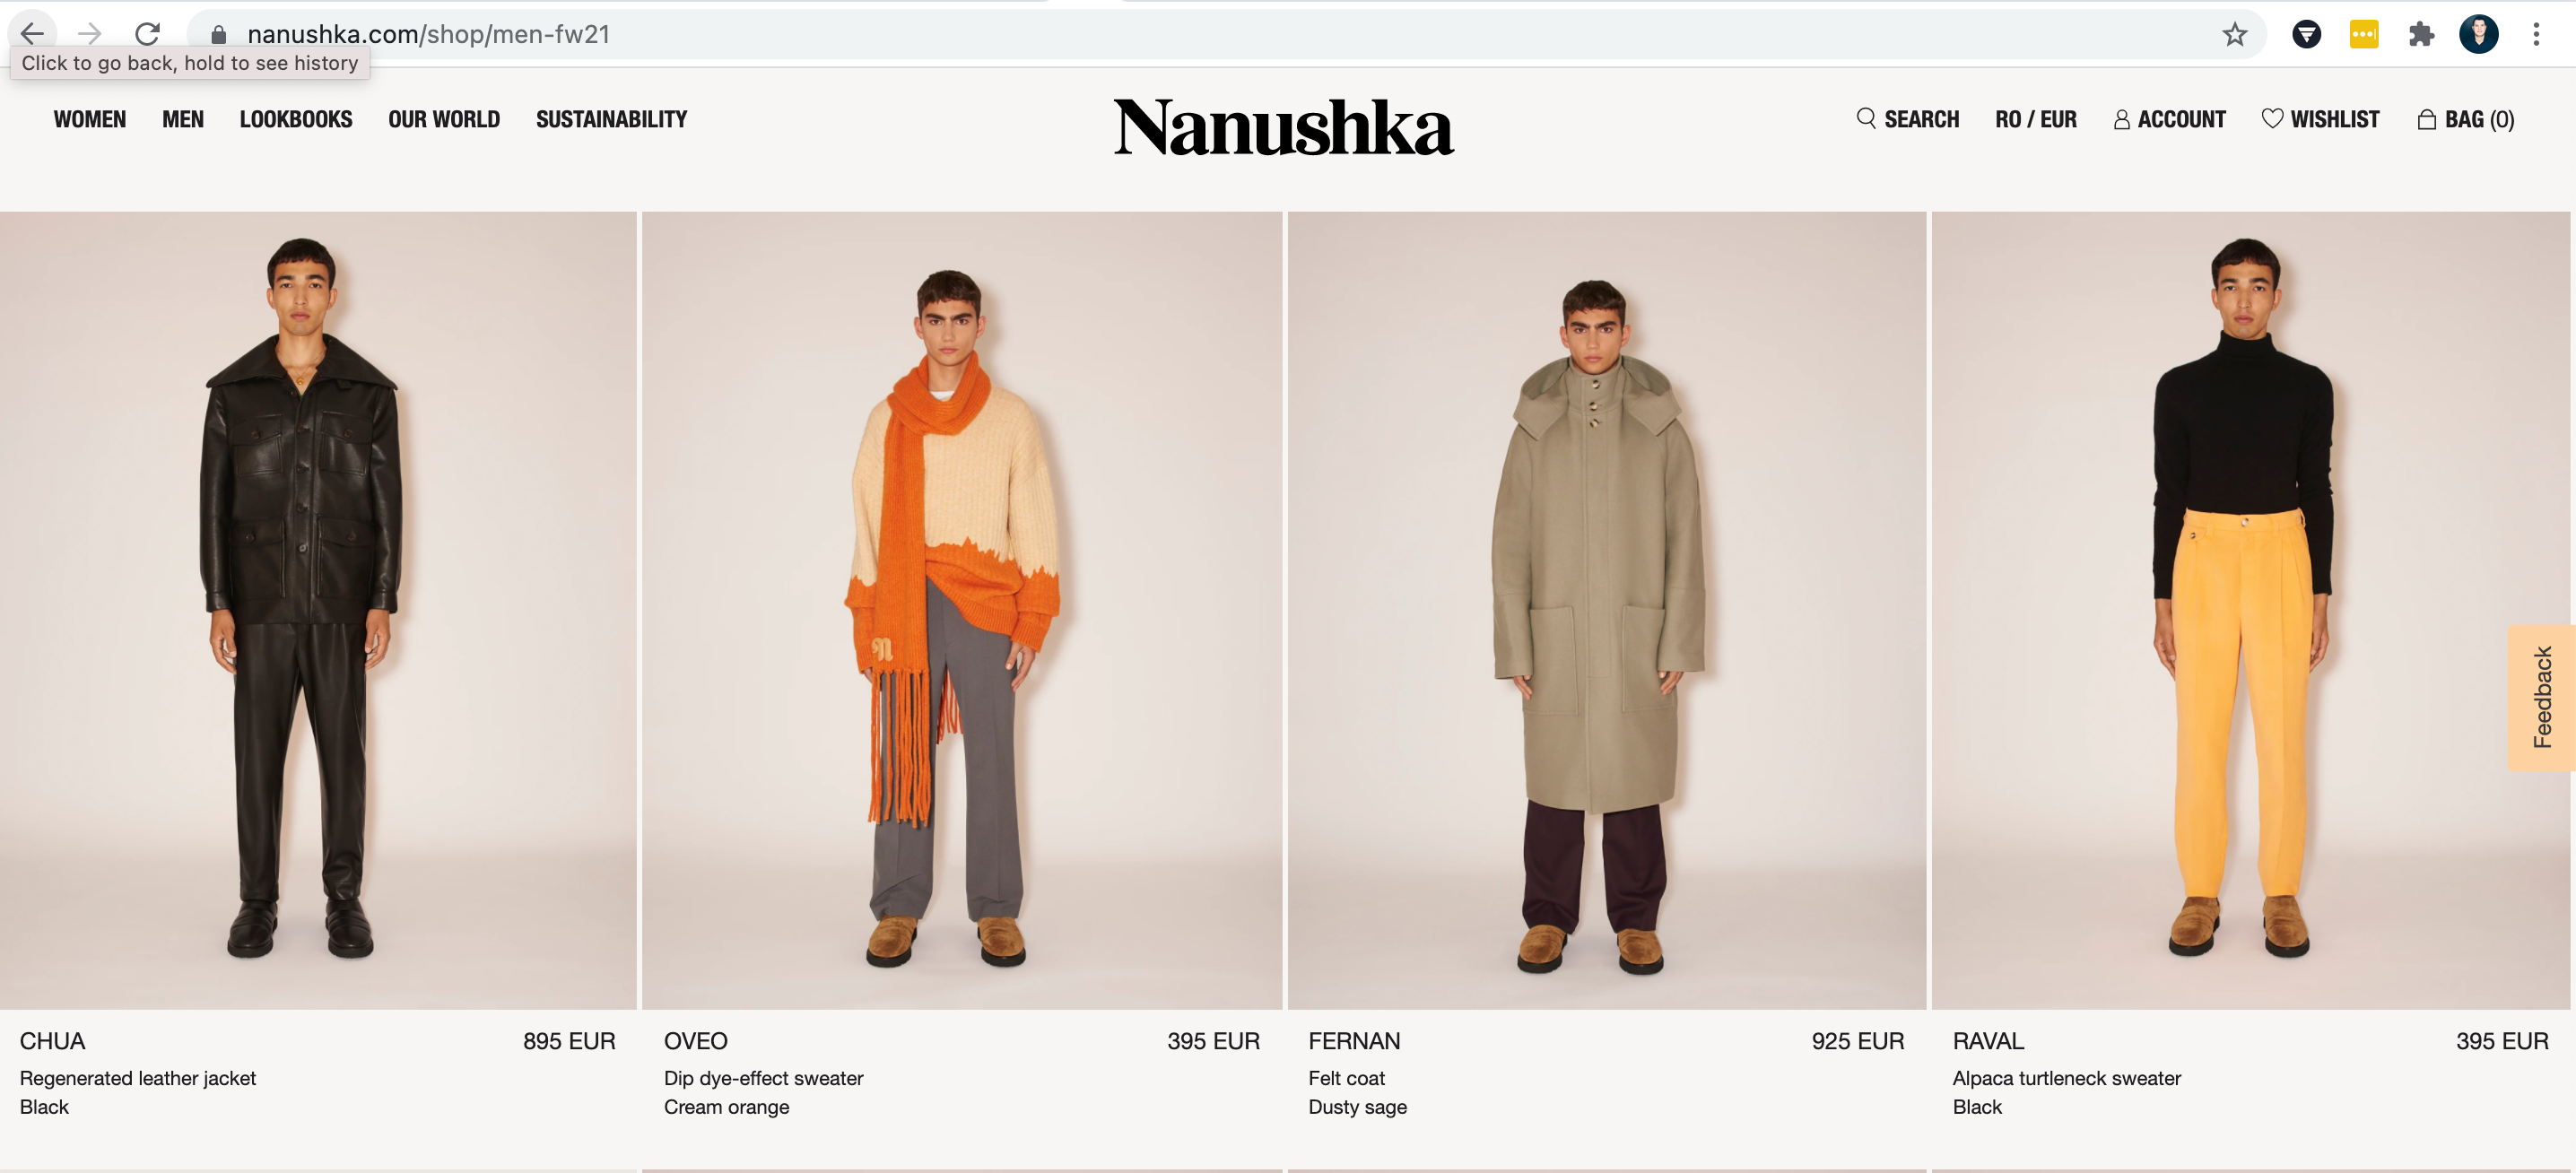 nanushka.com/shop/men-fw21
Click to go back, hold to see history
WOMEN MEN LOOKBOOKS OUR WORLD SUSTAINABILITY
Nanushka
SEARCH RO / EUR ACCOUNT WISHLIST BAG (0)
n
Feedback
CHUA 895 EUR
Regenerated leather jacket
Black
OVEO 395 EUR
Dip dye-effect sweater
Cream orange
FERNAN 925 EUR
Felt coat
Dusty sage
RAVAL 395 EUR
Alpaca turtleneck sweater
Black